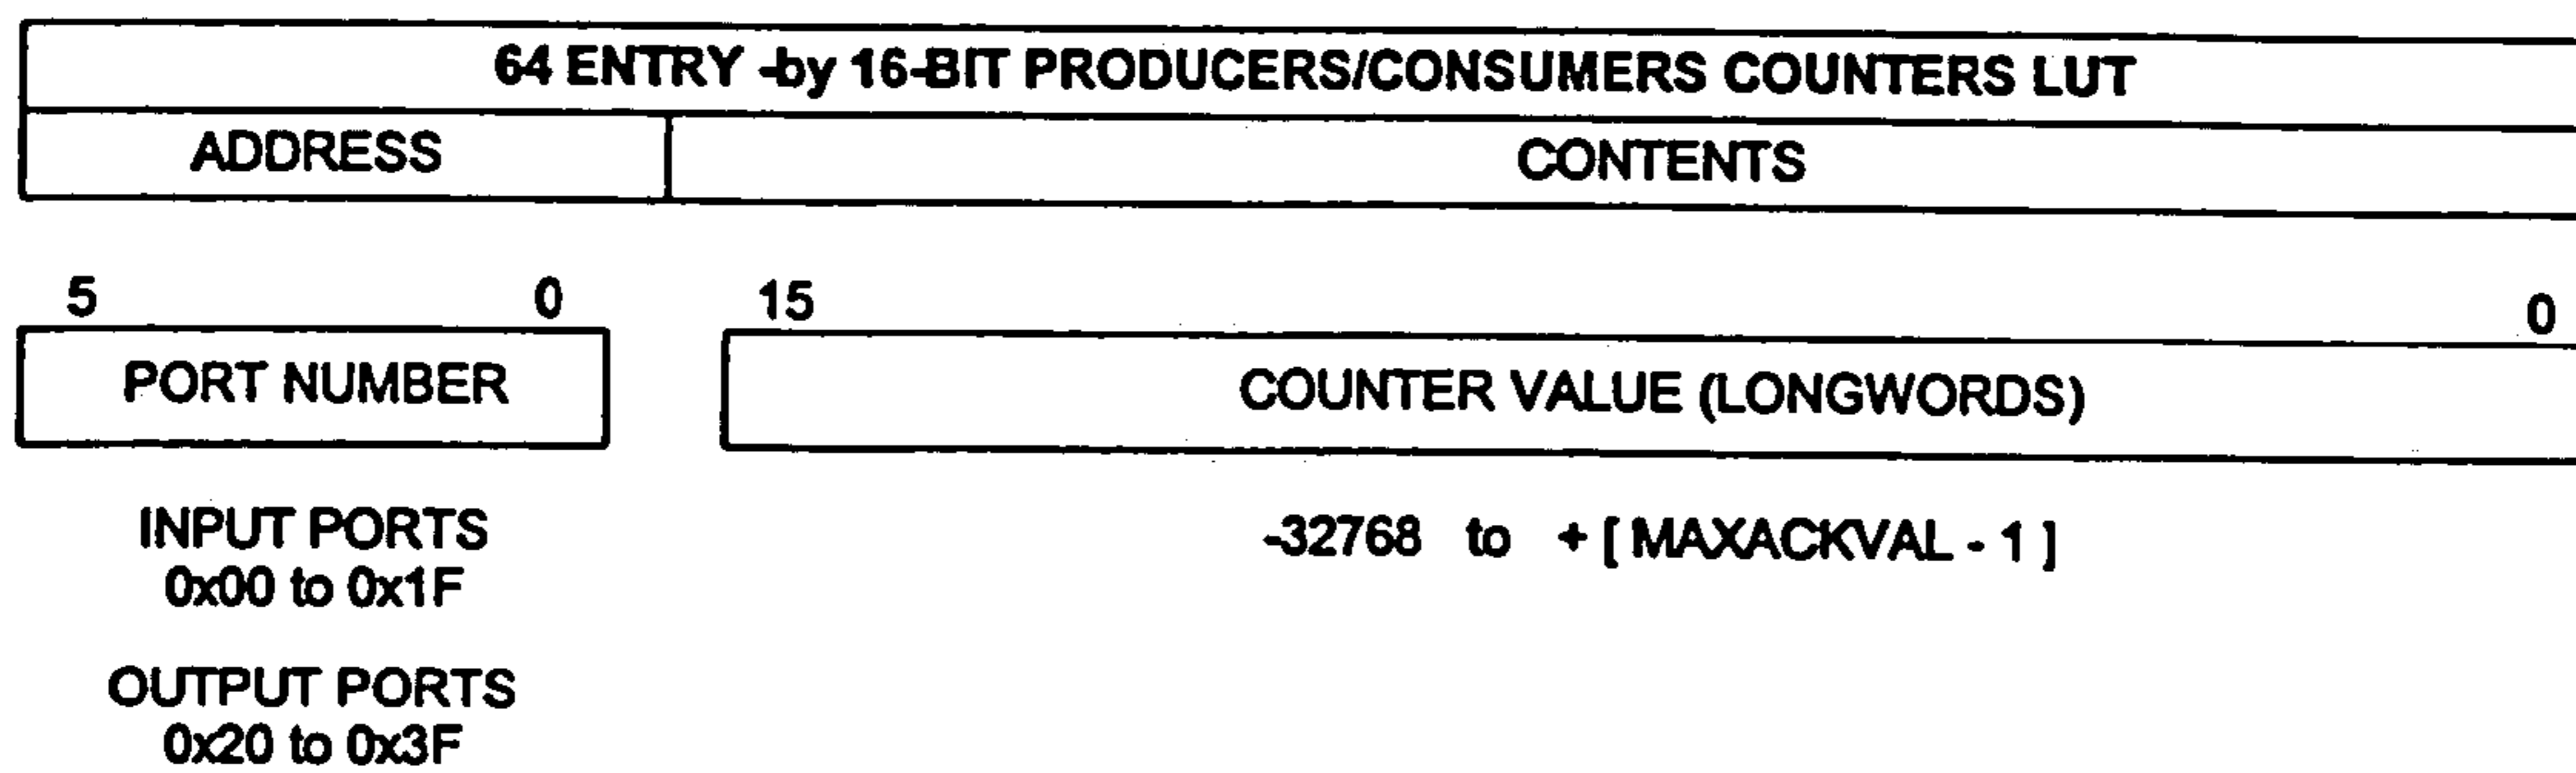 64 ENTRY -by 16-BIT PRODUCERS/CONSUMERS COUNTERS LUT
ADDRESS CONTENTS
5 0 15 0
PORT NUMBER COUNTER VALUE (LONGWORDS)
INPUT PORTS -32768 to + [ MAXACKVAL - 1 ]
0x00 to 0x1F
OUTPUT PORTS
0x20 to 0x3F